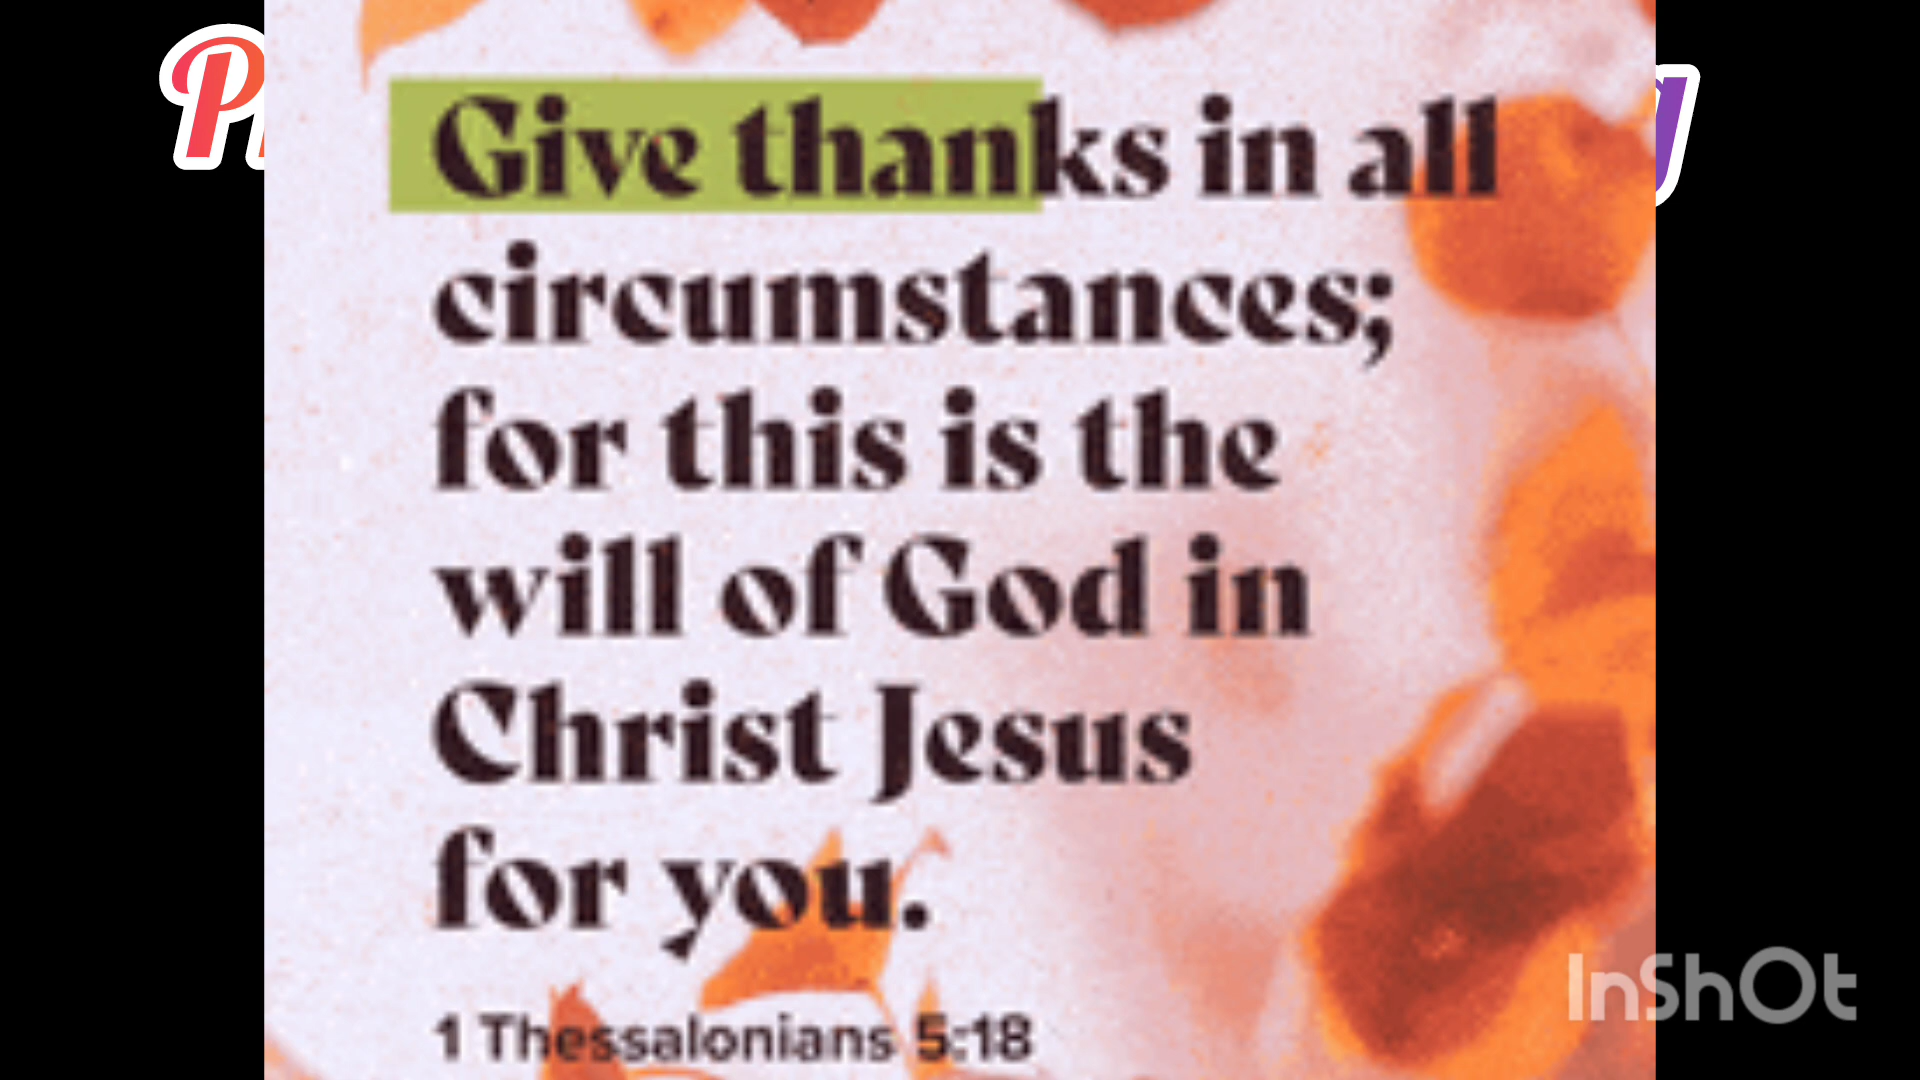 Give thanks in all
circumstances;
for this is the
will of God in
Christ Jesus
for you.
1 Thessalonians 5:18
InShOt